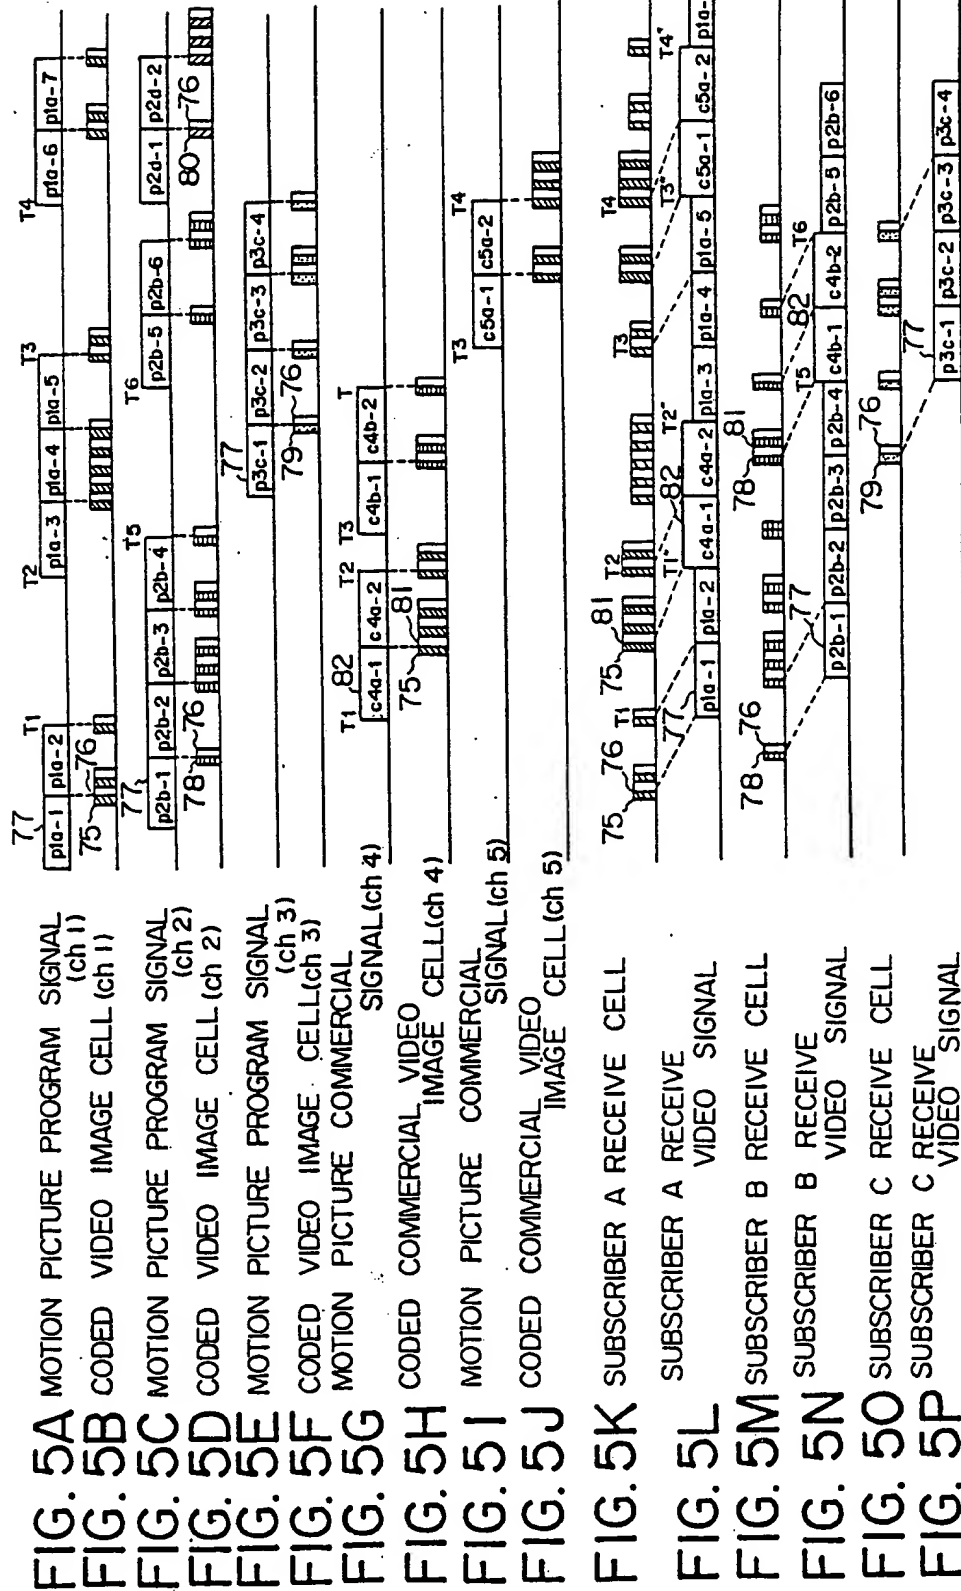 FIG. 5A MOTION PICTURE PROGRAM SIGNAL (ch 1)
77 p1a-1 p1a-2 T1 T2 p1a-3 p1a-4 p1a-5 T3 T4 p1a-6 p1a-7
FIG. 5B CODED VIDEO IMAGE CELL (ch 1)
75 76
FIG. 5C MOTION PICTURE PROGRAM SIGNAL (ch 2)
77 p2b-1 p2b-2 p2b-3 p2b-4 T5 T6 p2b-5 p2b-6 p2d-1 p2d-2
FIG. 5D CODED VIDEO IMAGE CELL (ch 2)
78 76 80 76
FIG. 5E MOTION PICTURE PROGRAM SIGNAL (ch 3)
77 p3c-1 p3c-2 p3c-3 p3c-4
FIG. 5F CODED VIDEO IMAGE CELL (ch 3)
79 76
FIG. 5G MOTION PICTURE COMMERCIAL SIGNAL (ch 4)
T1 82 c4a-1 c4a-2 T2 T3 c4b-1 c4b-2 T
FIG. 5H CODED COMMERCIAL VIDEO IMAGE CELL (ch 4)
75 81
FIG. 5I MOTION PICTURE COMMERCIAL SIGNAL (ch 5)
T3 c5a-1 c5a-2 T4
FIG. 5J CODED COMMERCIAL VIDEO IMAGE CELL (ch 5)
FIG. 5K SUBSCRIBER A RECEIVE CELL
75 76 T1 75 81 T2 T3 T4
FIG. 5L SUBSCRIBER A RECEIVE VIDEO SIGNAL
77 p1a-1 p1a-2 T1' 82 c4a-1 c4a-2 T2" p1a-3 p1a-4 p1a-5 T3" c5a-1 c5a-2 T4" p1a-
FIG. 5M SUBSCRIBER B RECEIVE CELL
78 76 78 81
FIG. 5N SUBSCRIBER B RECEIVE VIDEO SIGNAL
77 p2b-1 p2b-2 p2b-3 p2b-4 T5 82 c4b-1 c4b-2 T6 p2b-5 p2b-6
FIG. 5O SUBSCRIBER C RECEIVE CELL
79 76
FIG. 5P SUBSCRIBER C RECEIVE VIDEO SIGNAL
77 p3c-1 p3c-2 p3c-3 p3c-4